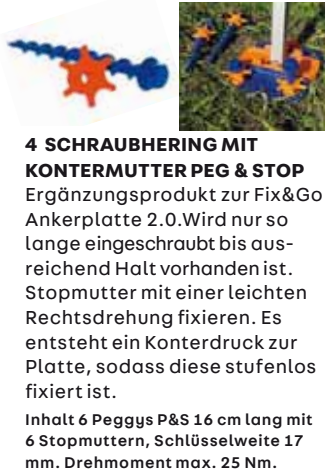 4 SCHRAUBHERING MIT
KONTERMUTTER PEG & STOP
Ergänzungsprodukt zur Fix&Go
Ankerplatte 2.0.Wird nur so
lange eingeschraubt bis aus-
reichend Halt vorhanden ist.
Stopmutter mit einer leichten
Rechtsdrehung fixieren. Es
entsteht ein Konterdruck zur
Platte, sodass diese stufenlos
fixiert ist.
Inhalt 6 Peggys P&S 16 cm lang mit
6 Stopmuttern, Schlüsselweite 17
mm. Drehmoment max. 25 Nm.